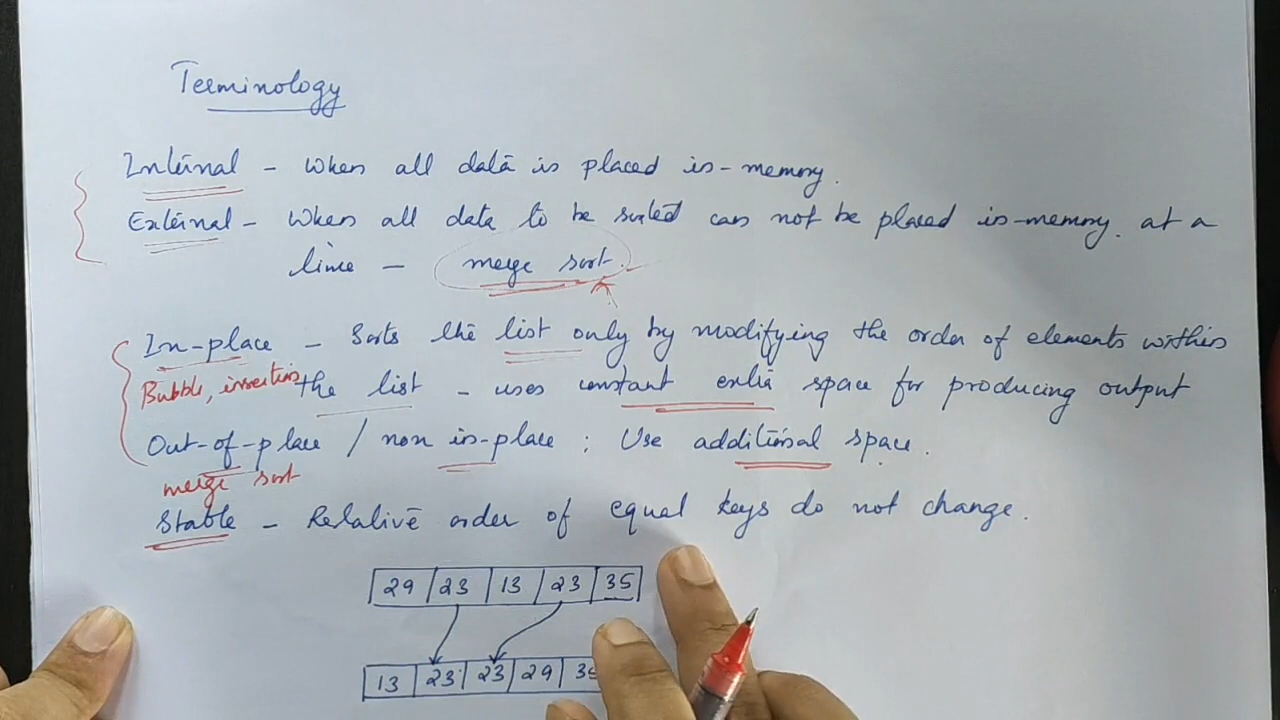 Terminology
Internal - When all data is placed in-memory.
External - When all data to be sorted can not be placed in-memory. at a
time - merge sort.
In-place - Sorts the list only by modifying the order of elements within
Bubble, insertion
the list - uses constant extra space for producing output
Out-of-place / non in-place ; Use additional space.
merge sort
Stable - Relative order of equal keys do not change.
29 23 13 23 35
13 23 23 29